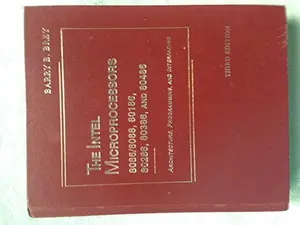 BARRY B. BREY
THE INTEL
MICROPROCESSORS
8086/8088, 80186,
80286, 80386, AND 80486
ARCHITECTURE, PROGRAMMING, AND INTERFACING
THIRD EDITION